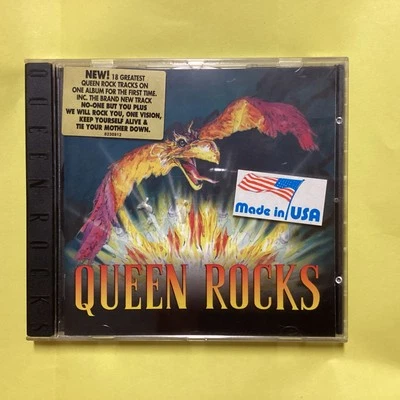 NEW! 18 GREATEST
QUEEN ROCK TRACKS ON
ONE ALBUM FOR THE FIRST TIME.
INC. THE BRAND NEW TRACK
NO-ONE BUT YOU PLUS
WE WILL ROCK YOU, ONE VISION,
KEEP YOURSELF ALIVE &
TIE YOUR MOTHER DOWN.
8230912
Made in USA
QUEEN ROCKS
QUEEN ROCKS